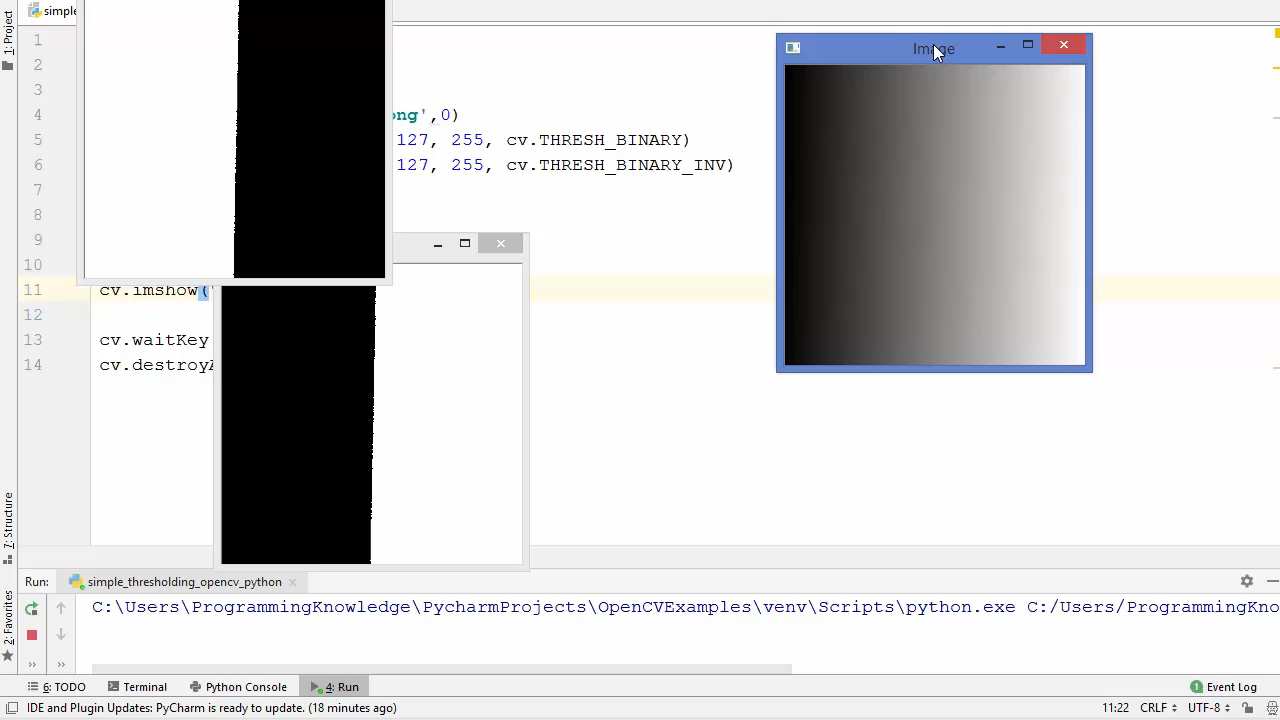 simple
1: Project
Image
1
2
3
4 ong',0)
5 127, 255, cv.THRESH_BINARY)
6 127, 255, cv.THRESH_BINARY_INV)
7
8
9
10
11 cv.imshow(
12
13 cv.waitKey
14 cv.destroyA
7: Structure
2: Favorites
Run: simple_thresholding_opencv_python
C:\Users\ProgrammingKnowledge\PycharmProjects\OpenCVExamples\venv\Scripts\python.exe C:/Users/ProgrammingKno
6: TODO Terminal Python Console 4: Run 1 Event Log
IDE and Plugin Updates: PyCharm is ready to update. (18 minutes ago) 11:22 CRLF UTF-8